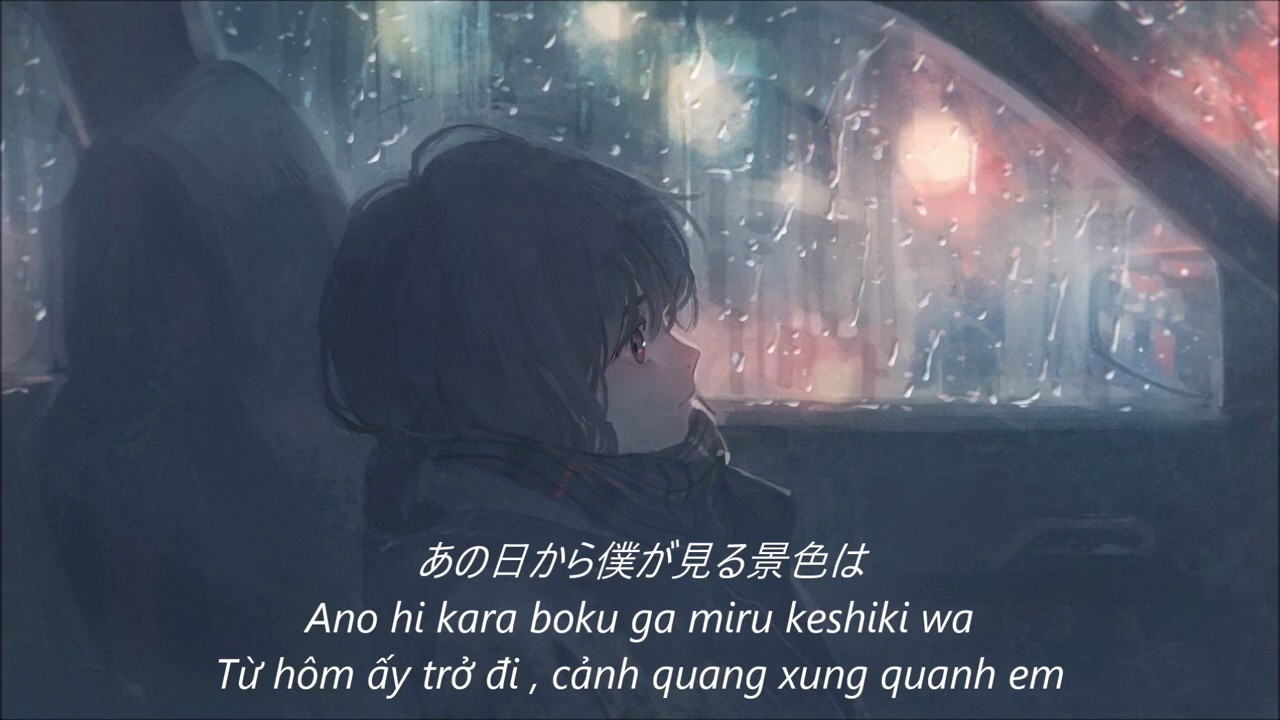 あの日から僕が見る景色は
Ano hi kara boku ga miru keshiki wa
Từ hôm ấy trở đi , cảnh quang xung quanh em